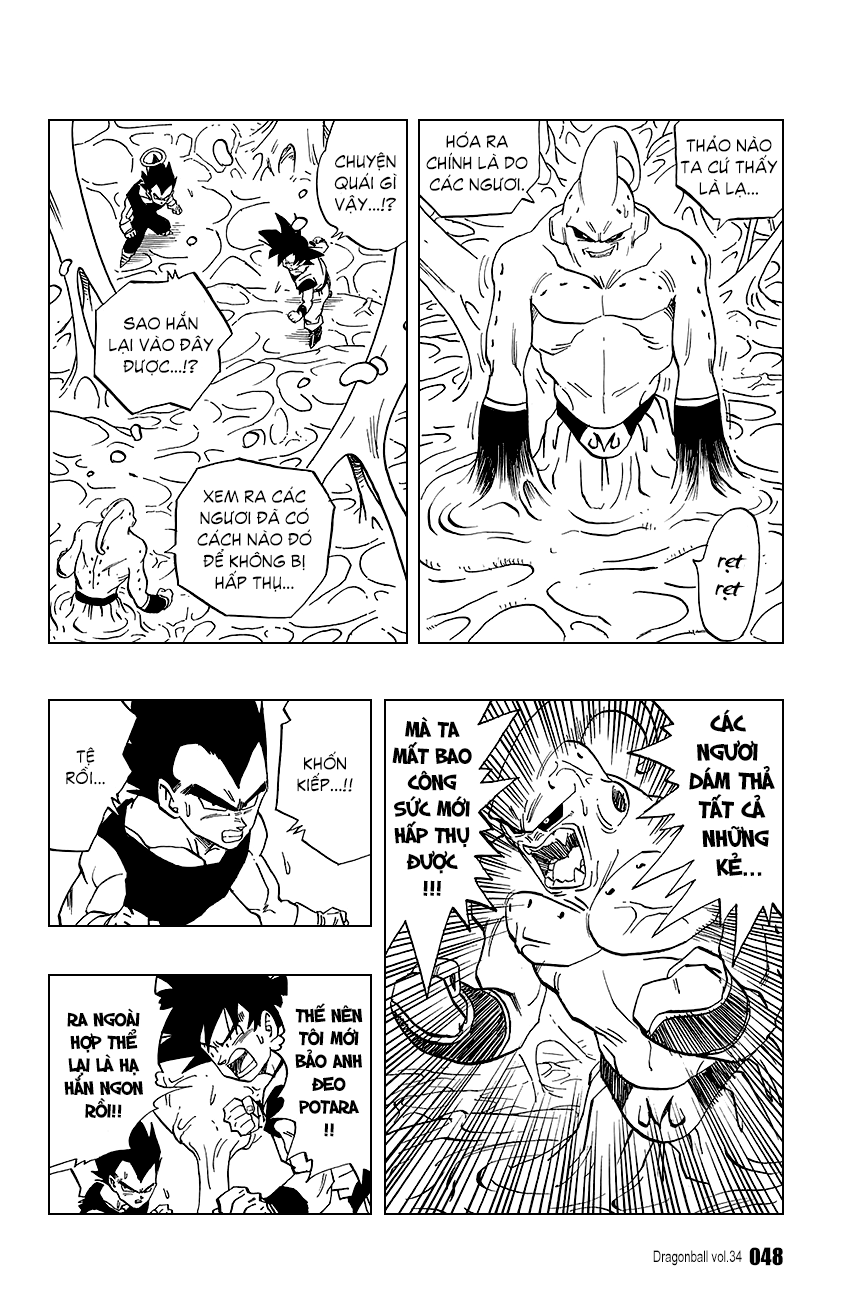 THẢO NÀO
TA CỨ THẤY
LÀ LẠ...
HÓA RA
CHÍNH LÀ DO
CÁC NGƯƠI.
rẹt
rẹt
CHUYỆN
QUÁI GÌ
VẬY...!?
SAO HẮN
LẠI VÀO ĐÂY
ĐƯỢC...!?
XEM RA CÁC
NGƯƠI ĐÃ CÓ
CÁCH NÀO ĐÓ
ĐỂ KHÔNG BỊ
HẤP THỤ...
CÁC
NGƯƠI
DÁM THẢ
TẤT CẢ
NHỮNG
KẺ...
MÀ TA
MẤT BAO
CÔNG
SỨC MỚI
HẤP THỤ
ĐƯỢC
!!!
KHỐN
KIẾP...!!
TỆ
RỒI...
THẾ NÊN
TÔI MỚI
BẢO ANH
ĐEO
POTARA
!!
RA NGOÀI
HỢP THỂ
LẠI LÀ HẠ
HẮN NGON
RỒI!!
Dragonball vol.34 048